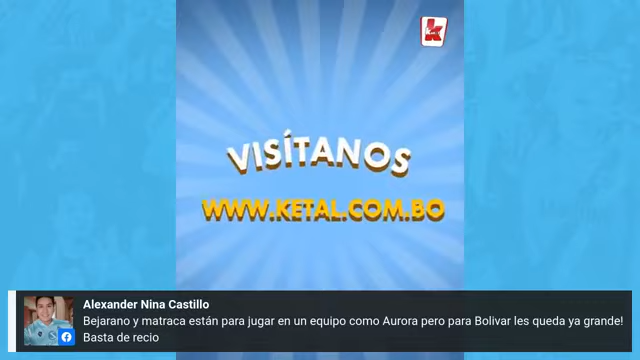 k
VISÍTANOS
WWW.KETAL.COM.BO
Alexander Nina Castillo
Bejarano y matraca están para jugar en un equipo como Aurora pero para Bolivar les queda ya grande!
Basta de recio